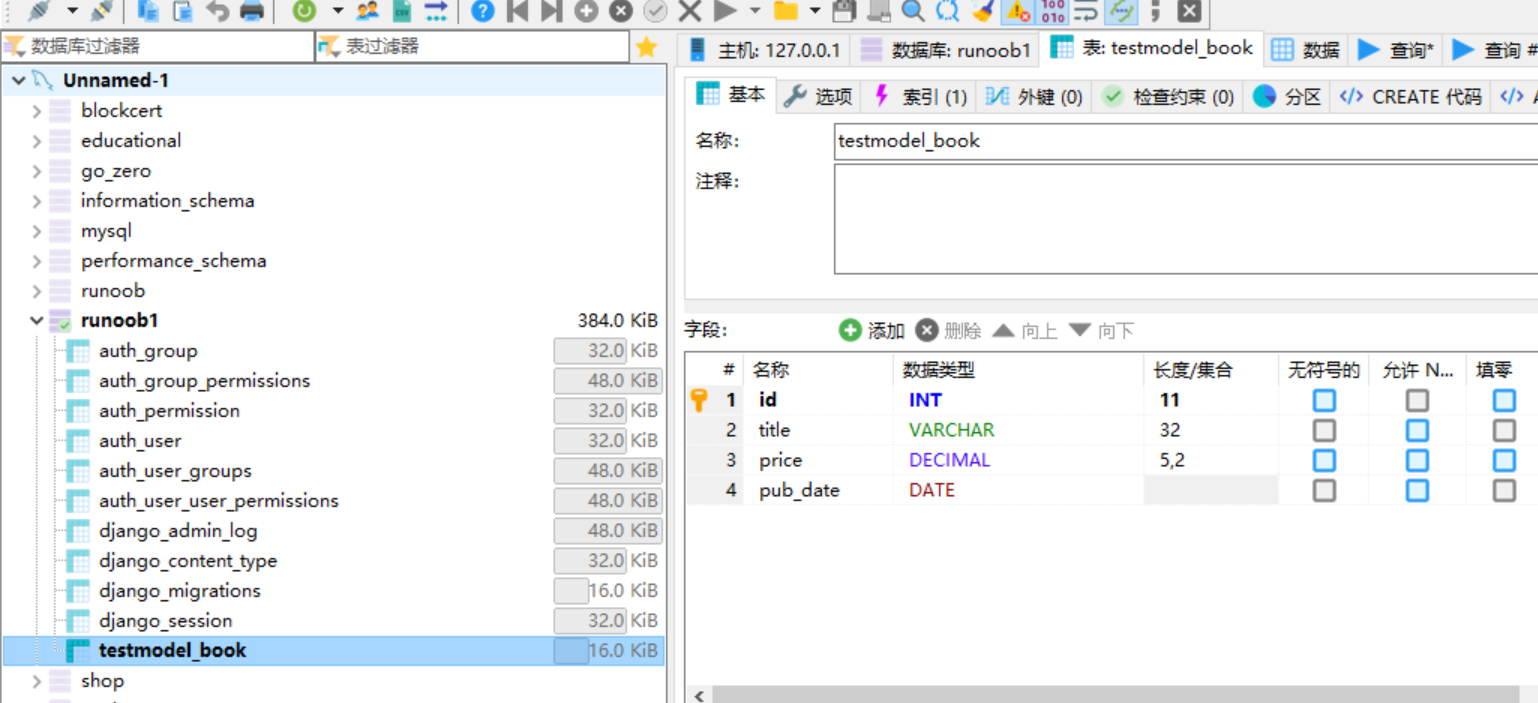 数据库过滤器 表过滤器
Unnamed-1
blockcert
educational
go_zero
information_schema
mysql
performance_schema
runoob
runoob1 384.0 KiB
auth_group 32.0 KiB
auth_group_permissions 48.0 KiB
auth_permission 32.0 KiB
auth_user 32.0 KiB
auth_user_groups 48.0 KiB
auth_user_user_permissions 48.0 KiB
django_admin_log 48.0 KiB
django_content_type 32.0 KiB
django_migrations 16.0 KiB
django_session 32.0 KiB
testmodel_book 16.0 KiB
shop
主机: 127.0.0.1 数据库: runoob1 表: testmodel_book 数据 查询* 查询 #
基本 选项 索引 (1) 外键 (0) 检查约束 (0) 分区 CREATE 代码
名称: testmodel_book
注释:
字段: 添加 删除 向上 向下
# 名称 数据类型 长度/集合 无符号的 允许 N... 填零
1 id INT 11
2 title VARCHAR 32
3 price DECIMAL 5,2
4 pub_date DATE